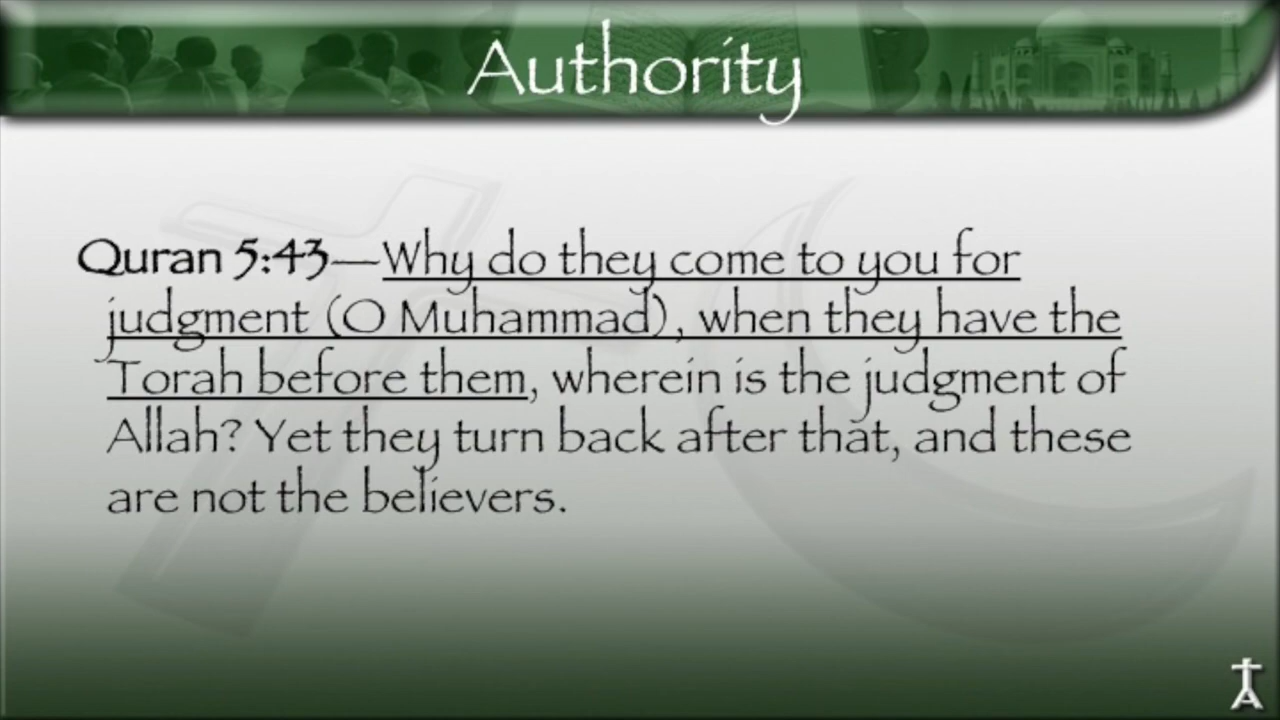 Authority
Quran 5:43—Why do they come to you for
judgment (O Muhammad), when they have the
Torah before them, wherein is the judgment of
Allah? Yet they turn back after that, and these
are not the believers.